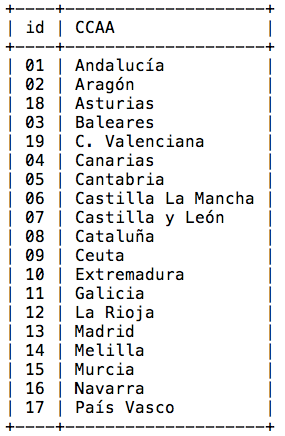 +----+--------------------+
| id | CCAA               |
+----+--------------------+
| 01 | Andalucía          |
| 02 | Aragón             |
| 18 | Asturias           |
| 03 | Baleares           |
| 19 | C. Valenciana      |
| 04 | Canarias           |
| 05 | Cantabria          |
| 06 | Castilla La Mancha |
| 07 | Castilla y León    |
| 08 | Cataluña           |
| 09 | Ceuta              |
| 10 | Extremadura        |
| 11 | Galicia            |
| 12 | La Rioja           |
| 13 | Madrid             |
| 14 | Melilla            |
| 15 | Murcia             |
| 16 | Navarra            |
| 17 | País Vasco         |
+----+--------------------+